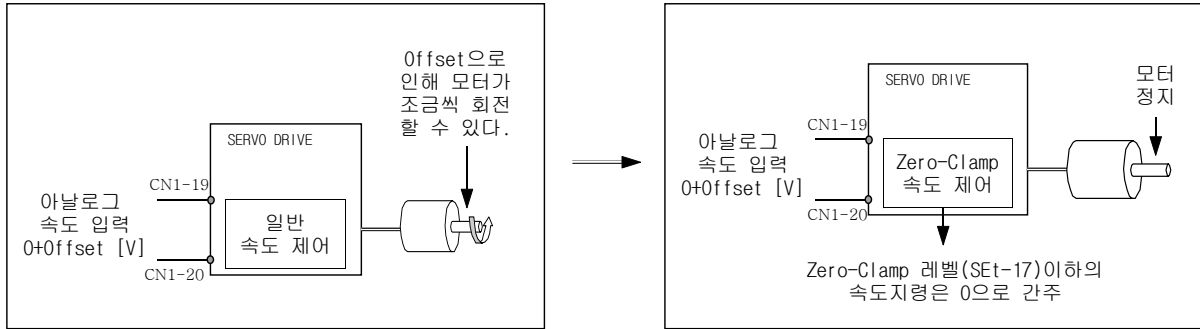 Offset으로
인해 모터가
조금씩 회전
할 수 있다.
SERVO DRIVE
CN1-19
아날로그
속도 입력
0+Offset [V]
CN1-20
일반
속도 제어
모터
정지
SERVO DRIVE
CN1-19
아날로그
속도 입력
0+Offset [V]
CN1-20
Zero-Clamp
속도 제어
Zero-Clamp 레벨(SEt-17)이하의
속도지령은 0으로 간주